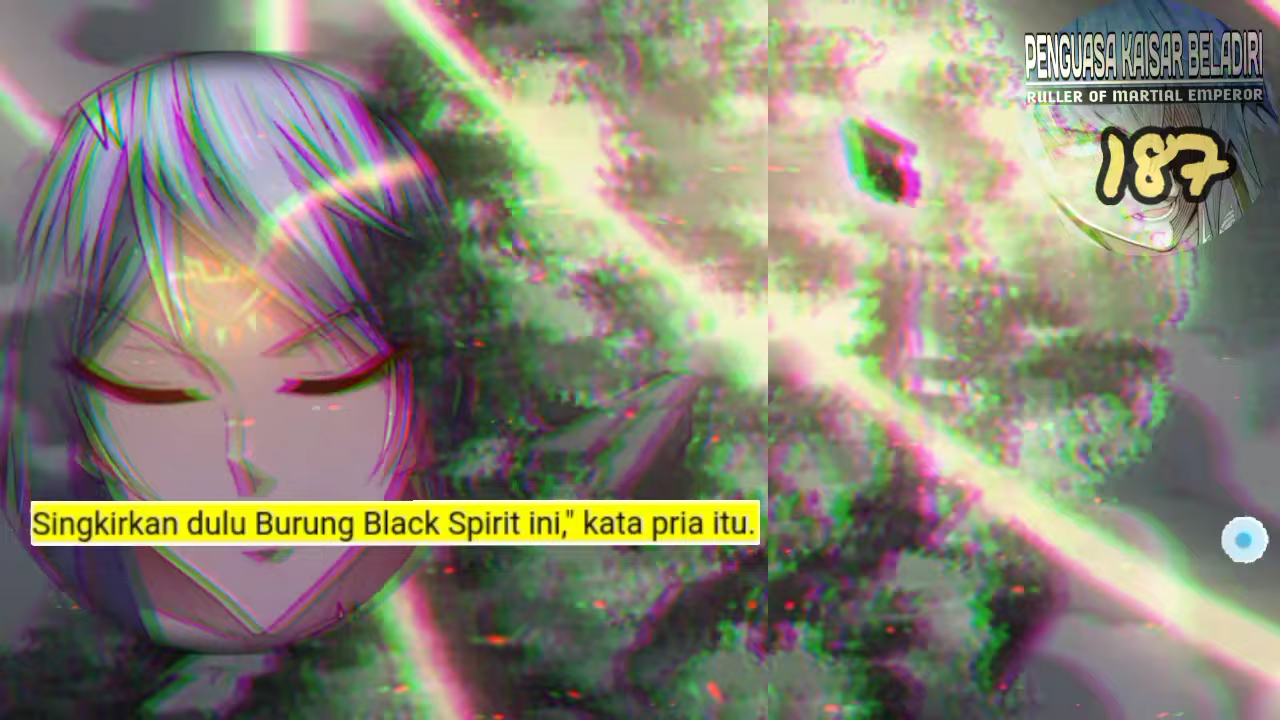 PENGUASA KAISAR BELADIRI
RULLER OF MARTIAL EMPEROR
187
Singkirkan dulu Burung Black Spirit ini," kata pria itu.